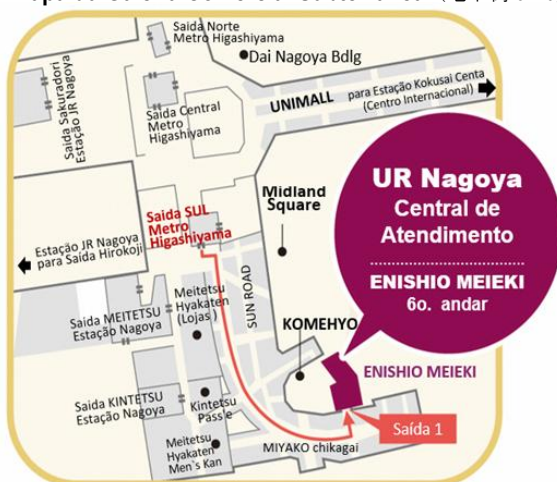 Saida Norte
Metro Higashiyama
Dai Nagoya Bdlg
Saida Sakuradori
Estação JR Nagoya
Saida Central
Metro
Higashiyama
UNIMALL
para Estação Kokusai Centa
(Centro Internacional)
UR Nagoya
Central de
Atendimento
ENISHIO MEIEKI
6o. andar
Midland
Square
Saida SUL
Metro
Higashiyama
Estação JR Nagoya
para Saída Hirokoji
SUN ROAD
Meitetsu
Hyakaten
(Lojas )
Saida MEITETSU
Estação Nagoya
KOMEHYO
ENISHIO MEIEKI
Saida KINTETSU
Estação Nagoya
Kintetsu
Pass'e
Saída 1
Meitetsu
Hyakaten
Men`s Kan
MIYAKO chikagai